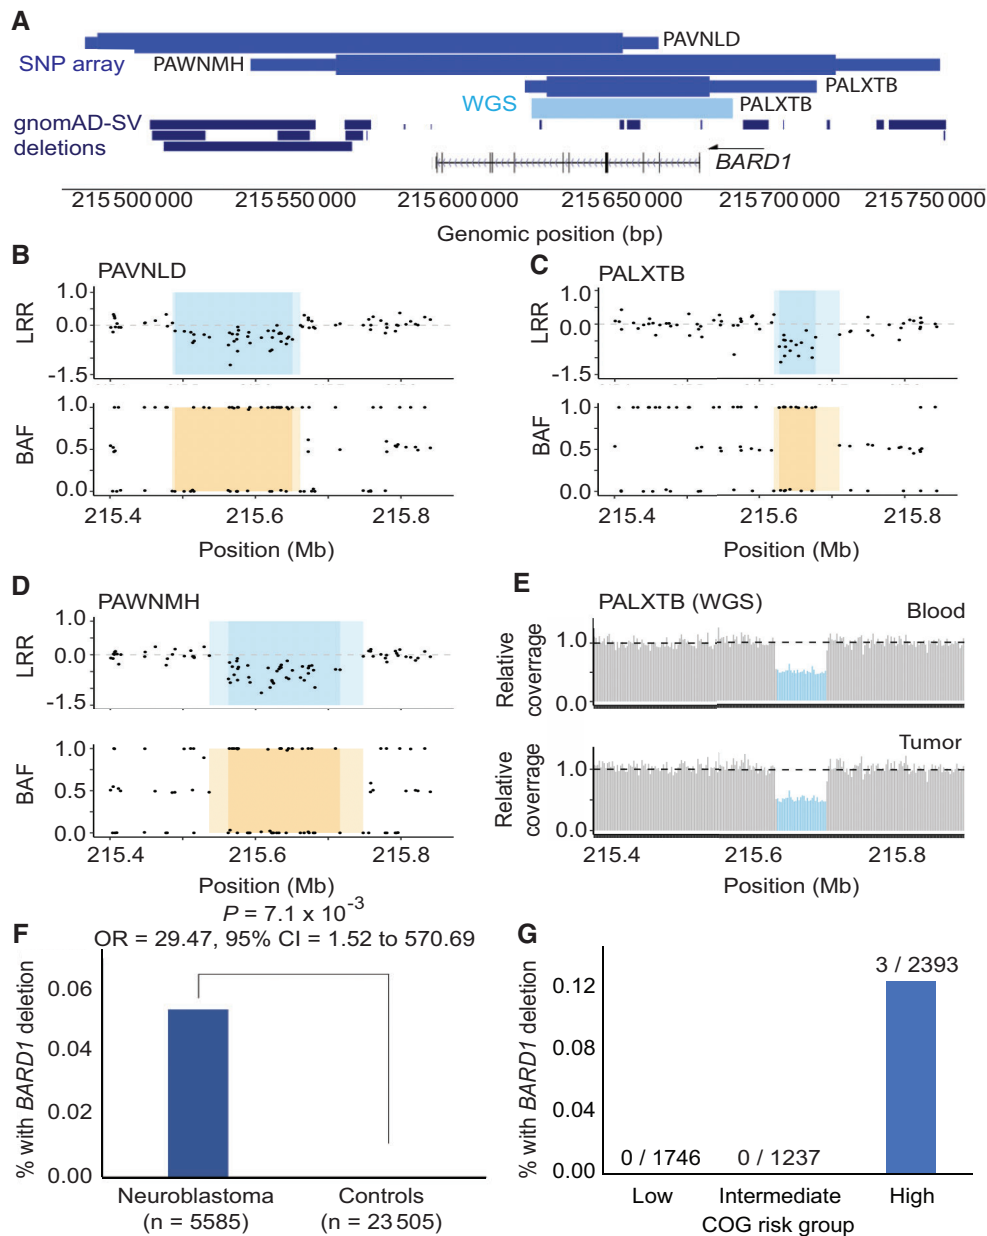 A
PAVNLD
SNP array
PAWNMH
PALXTB
WGS
PALXTB
gnomAD-SV
deletions
BARD1
215 500 000 215 550 000 215 600 000 215 650 000 215 700 000 215 750 000
Genomic position (bp)
B
PAVNLD
LRR
1.0
0.0
-1.5
BAF
1.0
0.5
0.0
215.4 215.6 215.8
Position (Mb)
C
PALXTB
LRR
1.0
0.0
-1.5
BAF
1.0
0.5
0.0
215.4 215.6 215.8
Position (Mb)
D
PAWNMH
LRR
1.0
0.0
-1.5
BAF
1.0
0.5
0.0
215.4 215.6 215.8
Position (Mb)
E
PALXTB (WGS)
Blood
Relative
coverrage
1.0
0.0
Tumor
Relative
coverrage
1.0
0.0
215.4 215.6 215.8
Position (Mb)
F
P = 7.1 x 10-3
OR = 29.47, 95% CI = 1.52 to 570.69
% with BARD1 deletion
0.06
0.04
0.02
0.00
Neuroblastoma
(n = 5585)
Controls
(n = 23 505)
G
% with BARD1 deletion
0.12
0.08
0.04
0.00
0 / 1746
0 / 1237
3 / 2393
Low Intermediate High
COG risk group